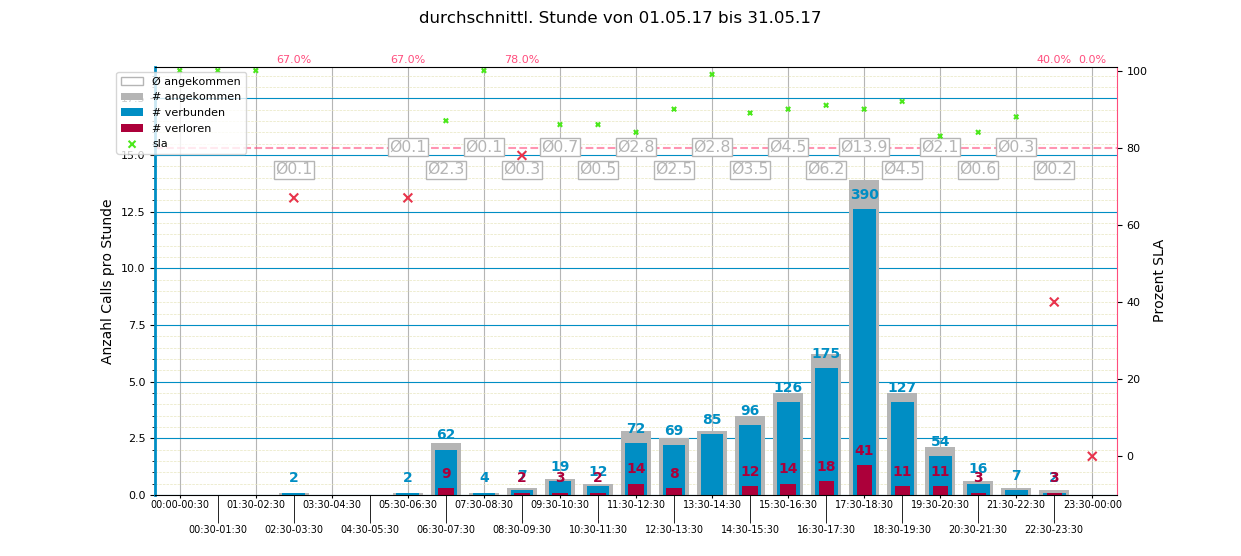 durchschnittl. Stunde von 01.05.17 bis 31.05.17
67.0% 67.0% 78.0% 40.0% 0.0%
Ø angekommen
# angekommen
# verbunden
# verloren
sla
Anzahl Calls pro Stunde
15.0
12.5
10.0
7.5
5.0
2.5
0.0
100
80
60
40
20
0
Prozent SLA
Ø0.1 Ø0.1 Ø0.7 Ø2.8 Ø2.8 Ø4.5 Ø13.9 Ø2.1 Ø0.3
Ø0.1 Ø2.3 Ø0.3 Ø2.5 Ø3.5 Ø6.2 Ø4.5 Ø0.6 Ø0.2
2 2 62 4 7 19 12 72 69 85 96 126 175 390 127 54 16 7
9 2 3 2 14 8 12 14 18 41 11 11 3
00:00-00:30 01:30-02:30 03:30-04:30 05:30-06:30 07:30-08:30 09:30-10:30 11:30-12:30 13:30-14:30 15:30-16:30 17:30-18:30 19:30-20:30 21:30-22:30 23:30-00:00
00:30-01:30 02:30-03:30 04:30-05:30 06:30-07:30 08:30-09:30 10:30-11:30 12:30-13:30 14:30-15:30 16:30-17:30 18:30-19:30 20:30-21:30 22:30-23:30